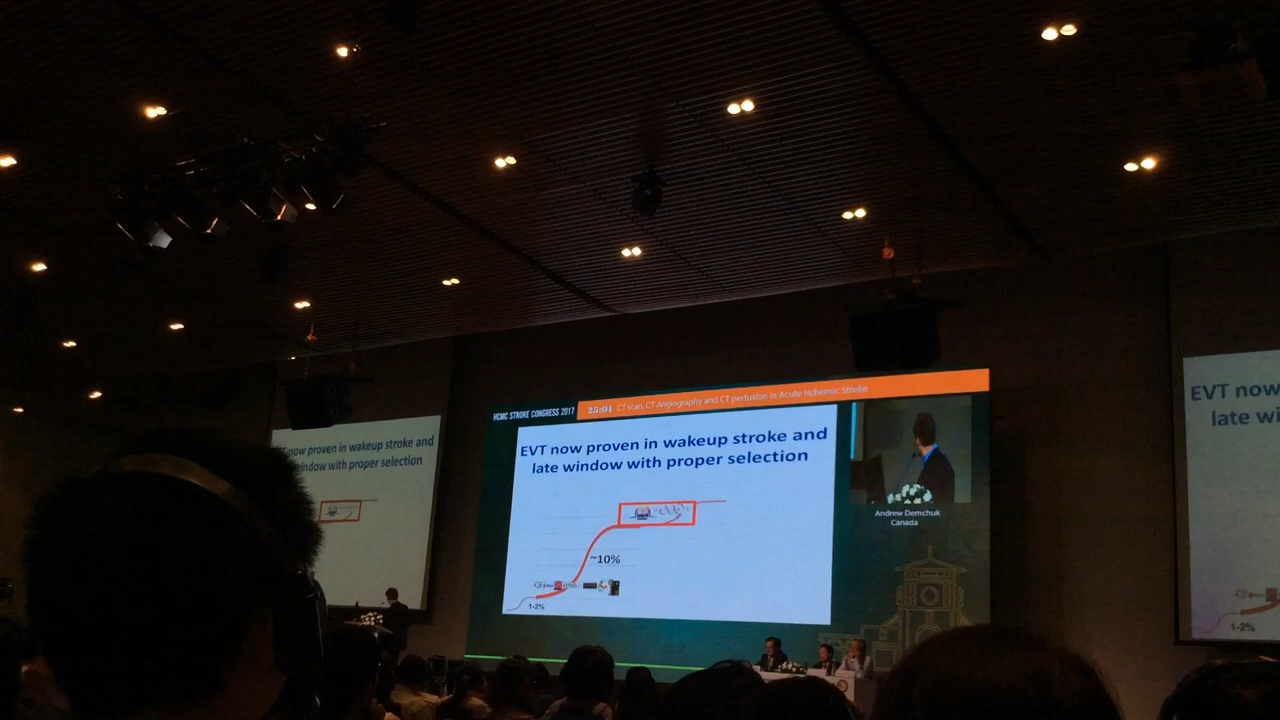 HCMC STROKE CONGRESS 2017
25:01 CT scan, CT Angiography and CT perfusion in Acute Ischemic Stroke
EVT now proven in wakeup stroke and
late window with proper selection
~10%
1-2%
Andrew Demchuk
Canada
now proven in wakeup stroke and
window with proper selection
EVT now
late wi
1-2%